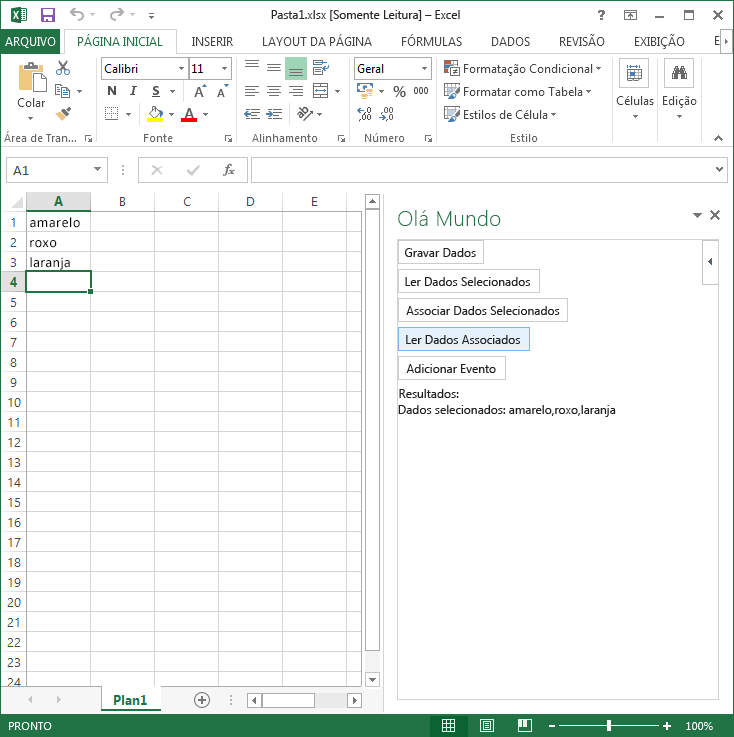 Pasta1.xlsx [Somente Leitura] – Excel
?
ARQUIVO PÁGINA INICIAL INSERIR LAYOUT DA PÁGINA FÓRMULAS DADOS REVISÃO EXIBIÇÃO E
Colar
Calibri 11
N I S A A
A
Geral
% 000
,00
,00
Formatação Condicional
Formatar como Tabela
Estilos de Célula
Células
Edição
Área de Tran... Fonte Alinhamento Número Estilo
A1 fx
A B C D E
1 amarelo
2 roxo
3 laranja
4
5
6
7
8
9
10
11
12
13
14
15
16
17
18
19
20
21
22
23
24
Olá Mundo
Gravar Dados
Ler Dados Selecionados
Associar Dados Selecionados
Ler Dados Associados
Adicionar Evento
Resultados:
Dados selecionados: amarelo,roxo,laranja
Plan1
PRONTO 100%